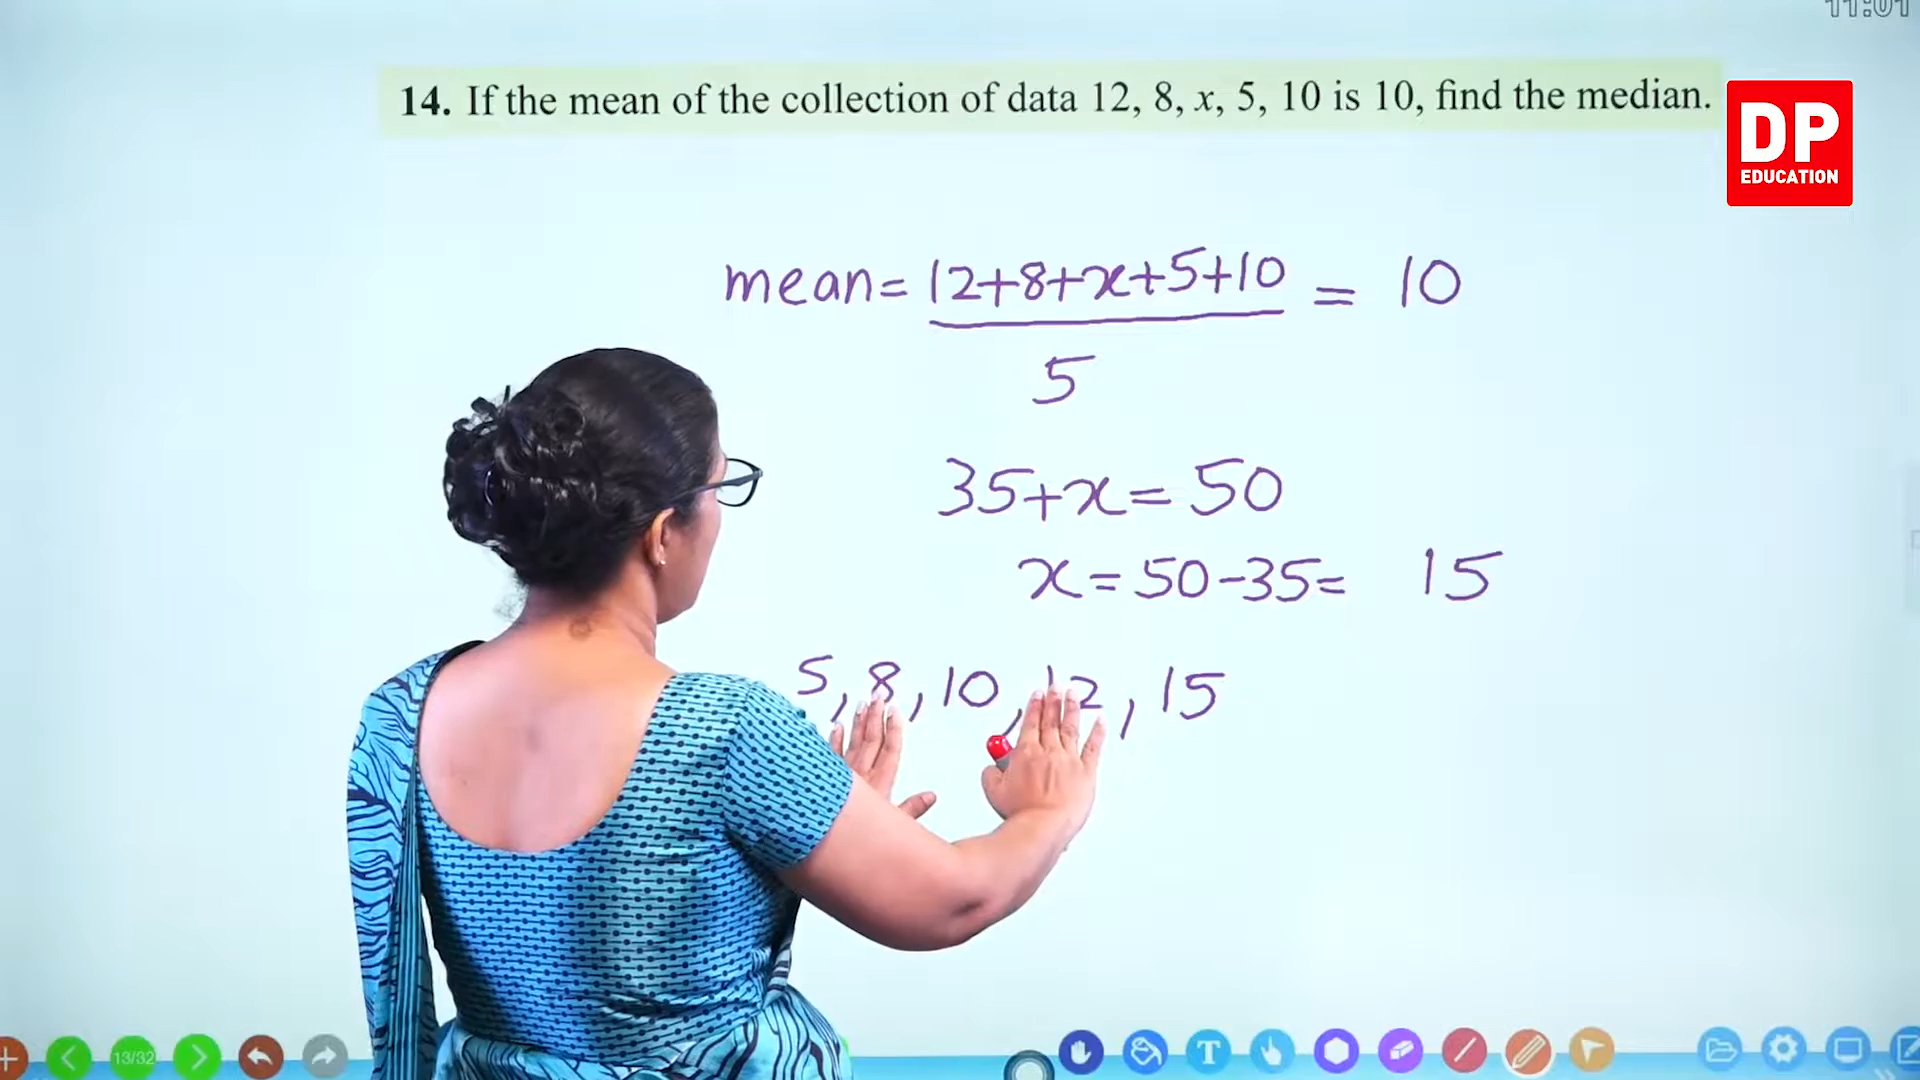 11:01
14. If the mean of the collection of data 12, 8, x, 5, 10 is 10, find the median.
DP
EDUCATION
mean = 12+8+x+5+10 = 10
5
35+x = 50
x = 50-35 = 15
5, 8, 10, 12, 15
13/32
T